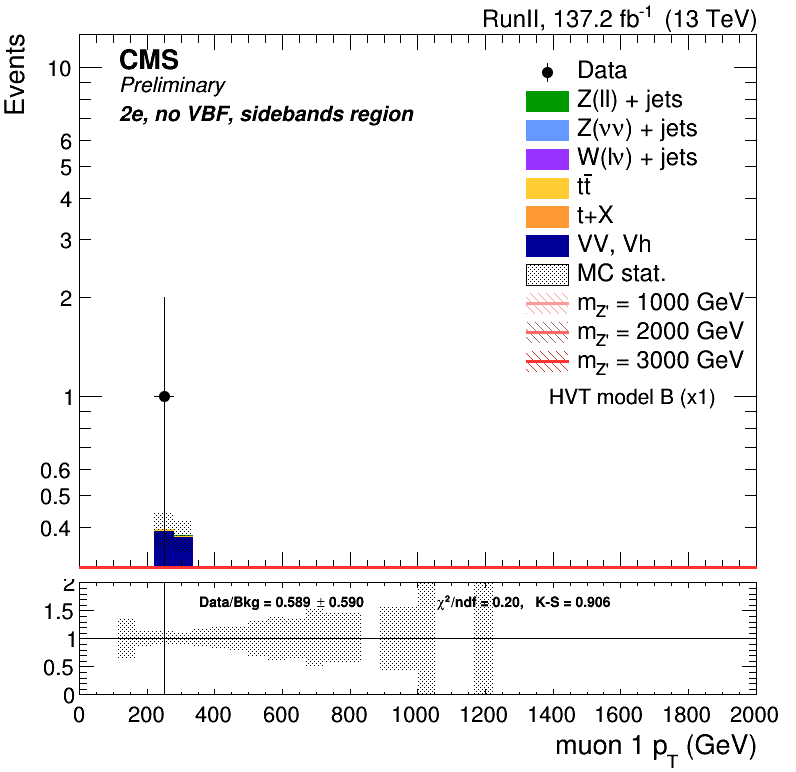 RunII, 137.2 fb-1 (13 TeV)
Events
CMS
Preliminary
2e, no VBF, sidebands region
Data
Z(ll) + jets
Z(νν) + jets
W(lν) + jets
tt̄
t+X
VV, Vh
MC stat.
mZ' = 1000 GeV
mZ' = 2000 GeV
mZ' = 3000 GeV
HVT model B (x1)
10
6
5
4
3
2
1
0.6
0.5
0.4
Data/Bkg = 0.589 ± 0.590
χ²/ndf = 0.20, K-S = 0.906
2
1.5
1
0.5
0
0 200 400 600 800 1000 1200 1400 1600 1800 2000
muon 1 pT (GeV)